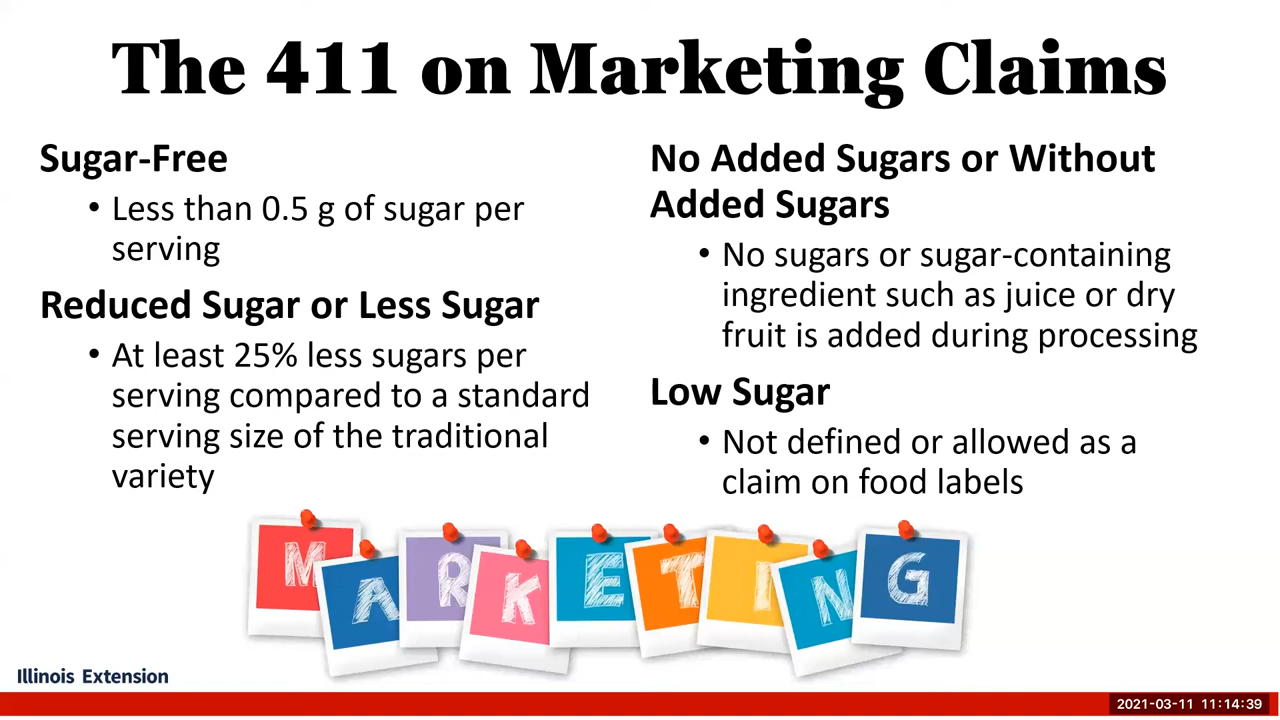 The 411 on Marketing Claims
Sugar-Free
• Less than 0.5 g of sugar per
serving
Reduced Sugar or Less Sugar
• At least 25% less sugars per
serving compared to a standard
serving size of the traditional
variety
No Added Sugars or Without
Added Sugars
• No sugars or sugar-containing
ingredient such as juice or dry
fruit is added during processing
Low Sugar
• Not defined or allowed as a
claim on food labels
MARKETING
Illinois Extension
2021-03-11 11:14:39